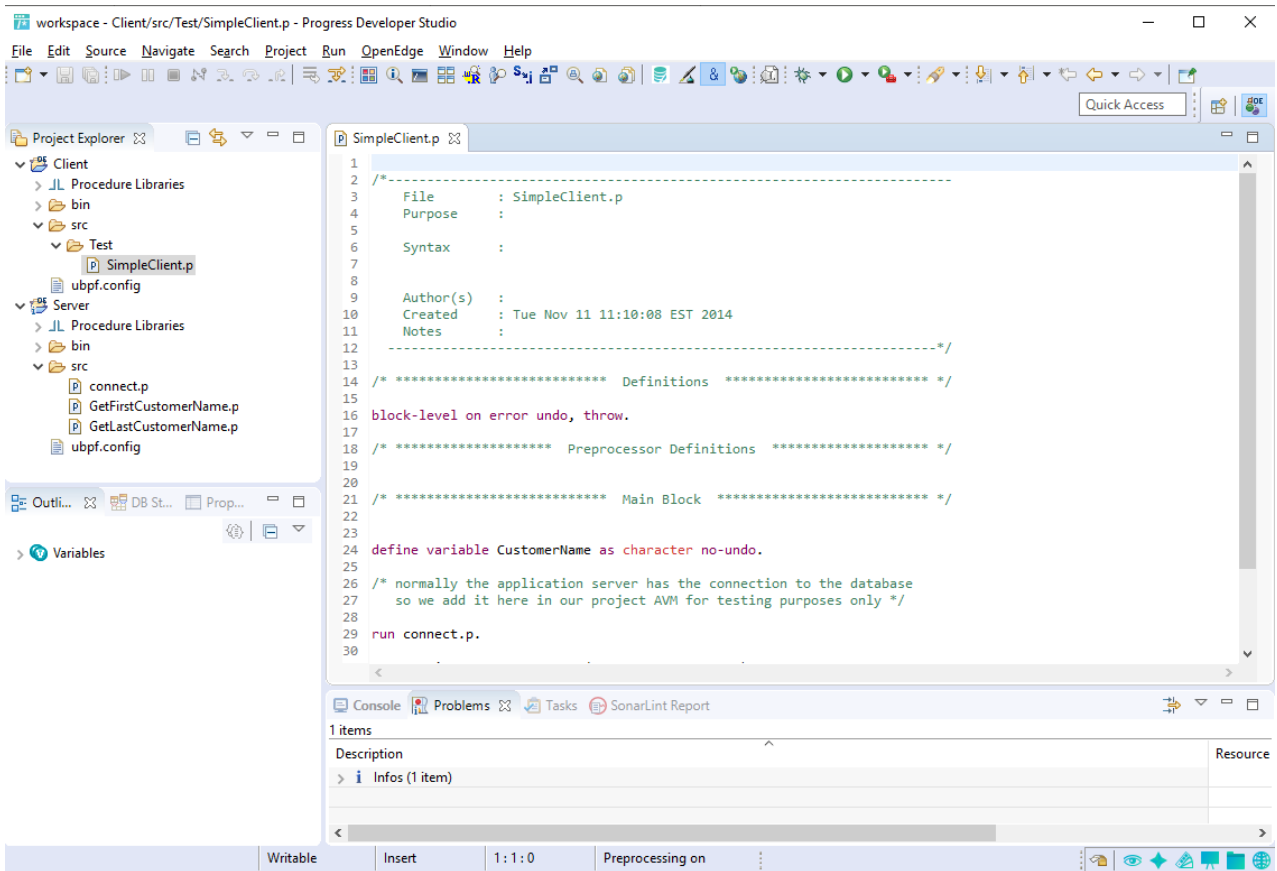 workspace - Client/src/Test/SimpleClient.p - Progress Developer Studio
File Edit Source Navigate Search Project Run OpenEdge Window Help
Quick Access
Project Explorer
Client
Procedure Libraries
bin
src
Test
SimpleClient.p
ubpf.config
Server
Procedure Libraries
bin
src
connect.p
GetFirstCustomerName.p
GetLastCustomerName.p
ubpf.config
Outli... DB St... Prop...
Variables
SimpleClient.p
1
2 /*------------------------------------------------------------------------
3 File : SimpleClient.p
4 Purpose :
5
6 Syntax :
7
8
9 Author(s) :
10 Created : Tue Nov 11 11:10:08 EST 2014
11 Notes :
12 ----------------------------------------------------------------------*/
13
14 /* *************************** Definitions ************************** */
15
16 block-level on error undo, throw.
17
18 /* ******************** Preprocessor Definitions ******************** */
19
20
21 /* *************************** Main Block *************************** */
22
23
24 define variable CustomerName as character no-undo.
25
26 /* normally the application server has the connection to the database
27 so we add it here in our project AVM for testing purposes only */
28
29 run connect.p.
30
Console Problems Tasks SonarLint Report
1 items
Description Resource
Infos (1 item)
Writable Insert 1:1:0 Preprocessing on